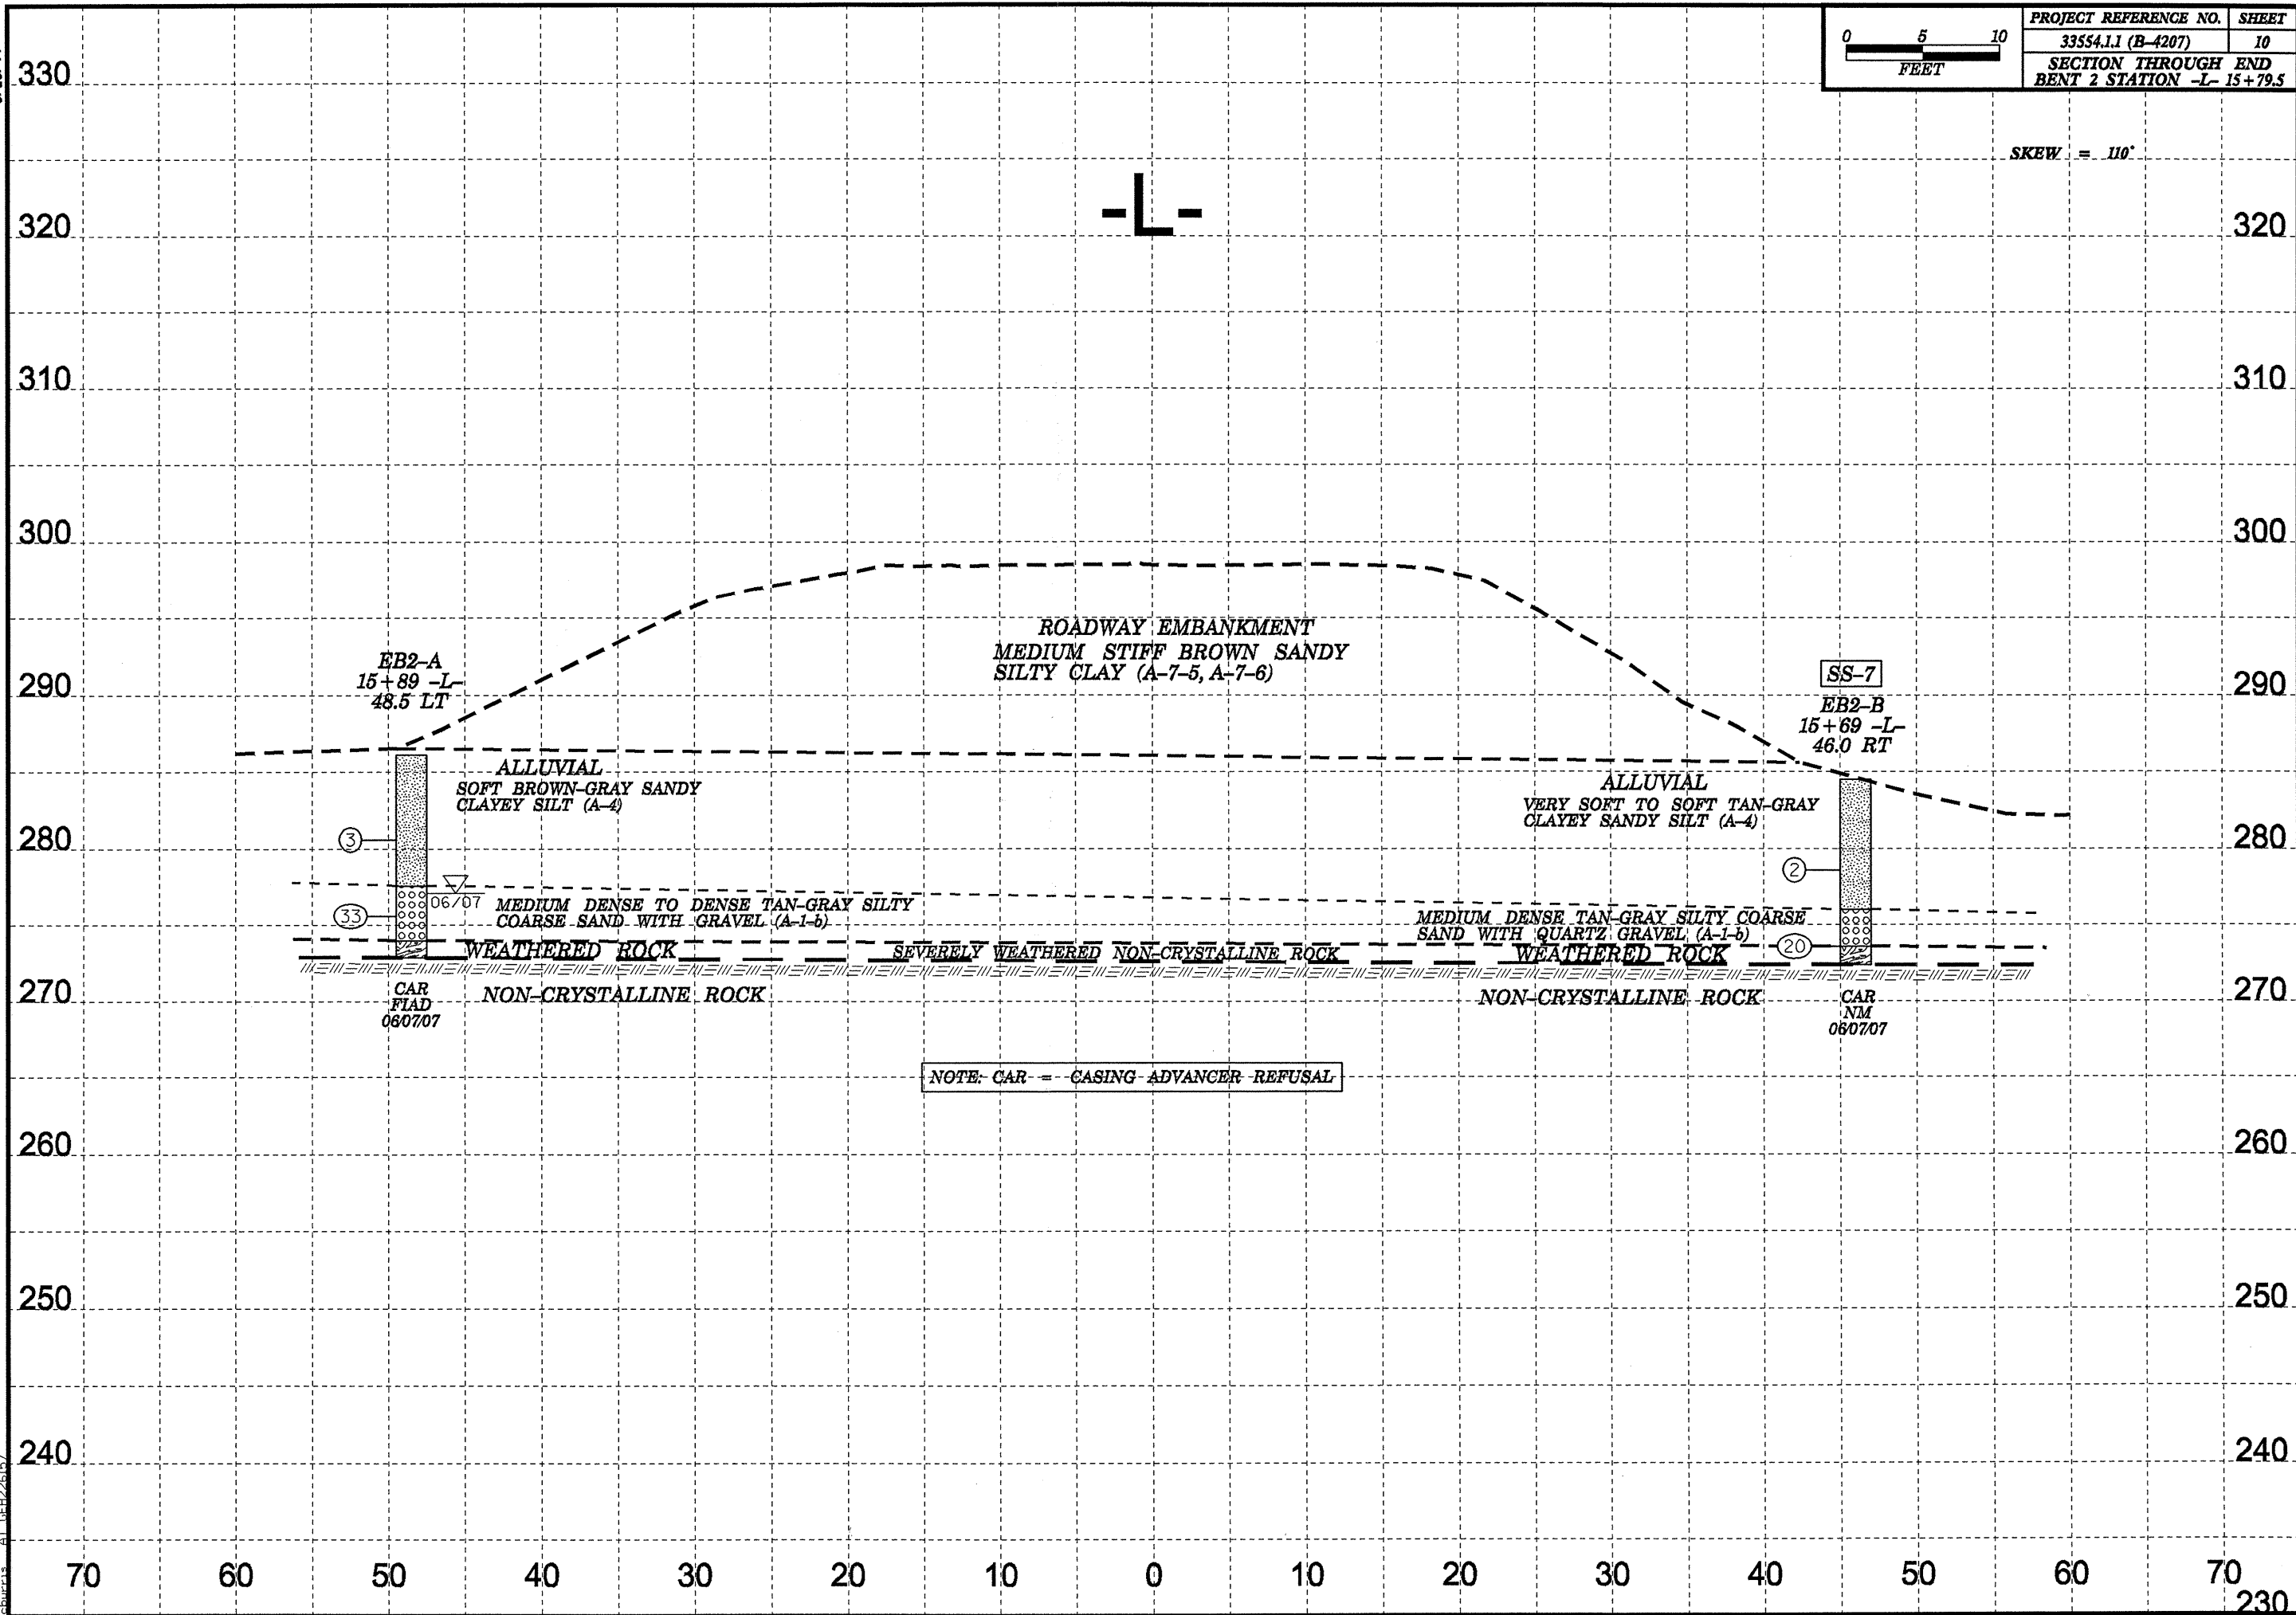 PROJECT REFERENCE NO. SHEET
33554.1.1 (B-4207) 10
SECTION THROUGH END
BENT 2 STATION -L- 15+79.5
0 5 10
FEET
SKEW = 110°
-L-
330
320 320
310 310
300 300
290 290
280 280
270 270
260 260
250 250
240 240
230
ROADWAY EMBANKMENT
MEDIUM STIFF BROWN SANDY
SILTY CLAY (A-7-5, A-7-6)
EB2-A
15+89 -L-
48.5 LT
SS-7
EB2-B
15+69 -L-
46.0 RT
ALLUVIAL
SOFT BROWN-GRAY SANDY
CLAYEY SILT (A-4)
ALLUVIAL
VERY SOFT TO SOFT TAN-GRAY
CLAYEY SANDY SILT (A-4)
3
2
33
06/07
MEDIUM DENSE TO DENSE TAN-GRAY SILTY
COARSE SAND WITH GRAVEL (A-1-b)
MEDIUM DENSE TAN-GRAY SILTY COARSE
SAND WITH QUARTZ GRAVEL (A-1-b)
20
WEATHERED ROCK
SEVERELY WEATHERED NON-CRYSTALLINE ROCK
WEATHERED ROCK
CAR
FIAD
06/07/07
NON-CRYSTALLINE ROCK
NON-CRYSTALLINE ROCK
CAR
NM
06/07/07
NOTE: CAR = CASING ADVANCER REFUSAL
70 60 50 40 30 20 10 0 10 20 30 40 50 60 70